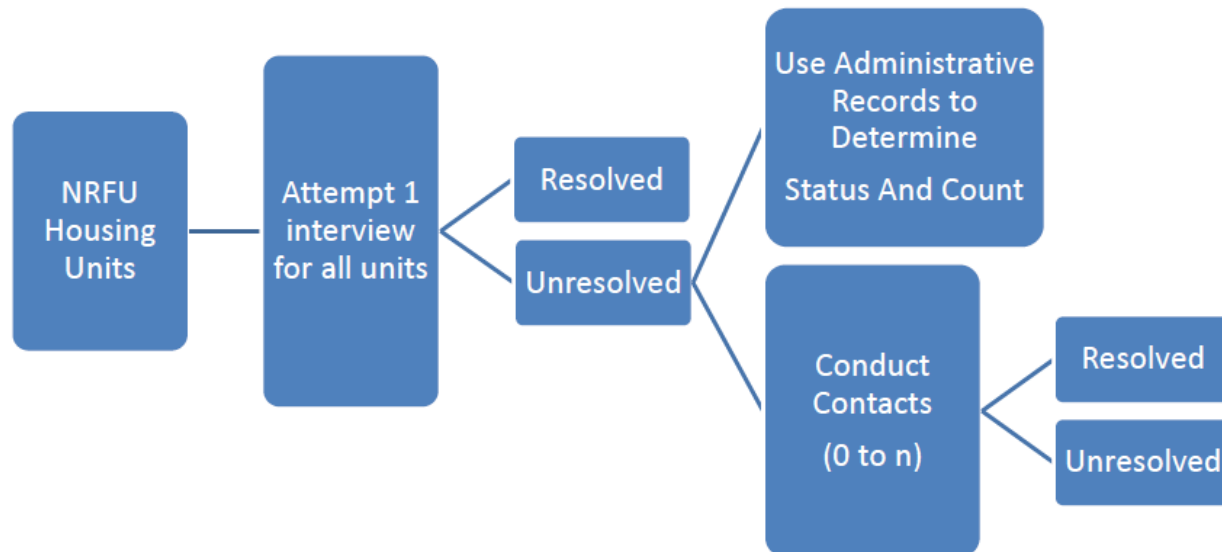 NRFU
Housing
Units
Attempt 1
interview
for all units
Resolved
Unresolved
Use Administrative
Records to
Determine
Status And Count
Conduct
Contacts
(0 to n)
Resolved
Unresolved